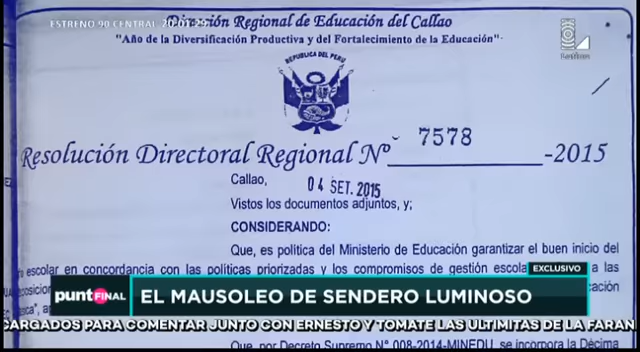 ESTRENO 90 CENTRAL
Dirección Regional de Educación del Callao
"Año de la Diversificación Productiva y del Fortalecimiento de la Educación"
Latina
REPUBLICA DEL PERU
Resolución Directoral Regional Nº 7578 -2015
Callao, 04 SET. 2015
Vistos los documentos adjuntos, y;
CONSIDERANDO:
Que, es política del Ministerio de Educación garantizar el buen inicio del
escolar en concordancia con las políticas priorizadas y los compromisos de gestión a las
EXCLUSIVO
punto FINAL
EL MAUSOLEO DE SENDERO LUMINOSO
CARGADOS PARA COMENTAR JUNTO CON ERNESTO Y TOMATE LAS ULTIMITAS DE LA FARAN
Que, por Decreto Supremo N° 008-2014-MINEDU, se incorpora la Décima